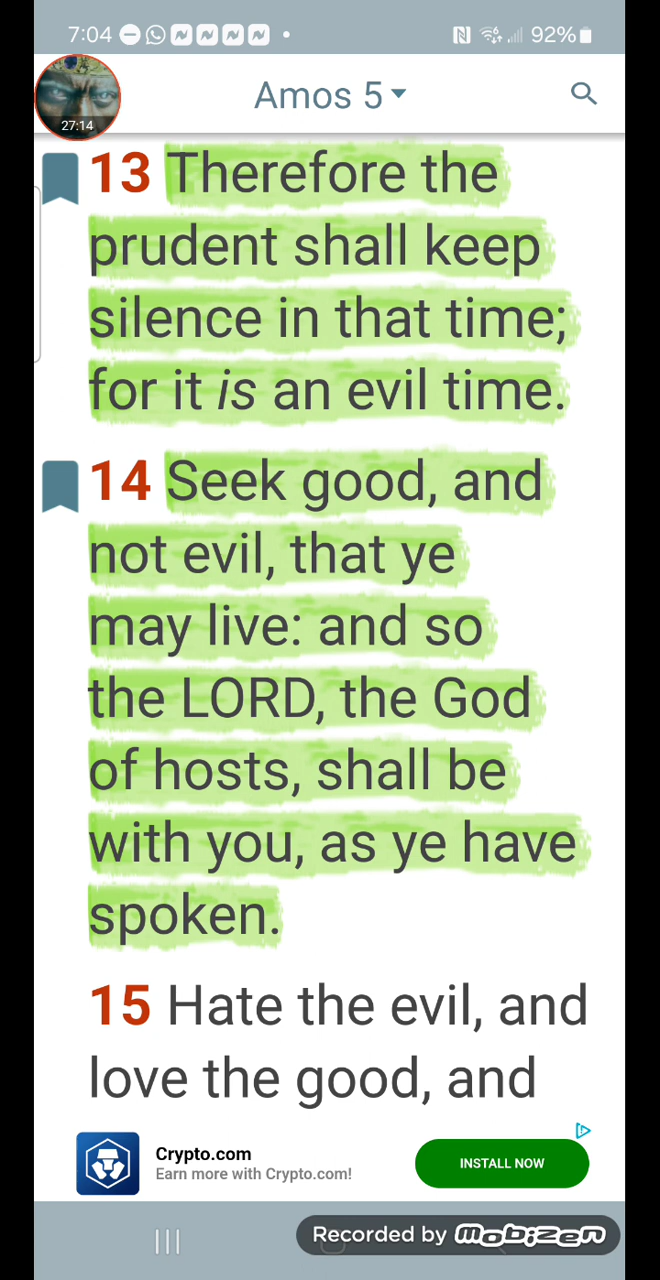 7:04
92%
27:14
Amos 5
13 Therefore the
prudent shall keep
silence in that time;
for it is an evil time.
14 Seek good, and
not evil, that ye
may live: and so
the LORD, the God
of hosts, shall be
with you, as ye have
spoken.
15 Hate the evil, and
love the good, and
Crypto.com
Earn more with Crypto.com!
INSTALL NOW
Recorded by mobizen